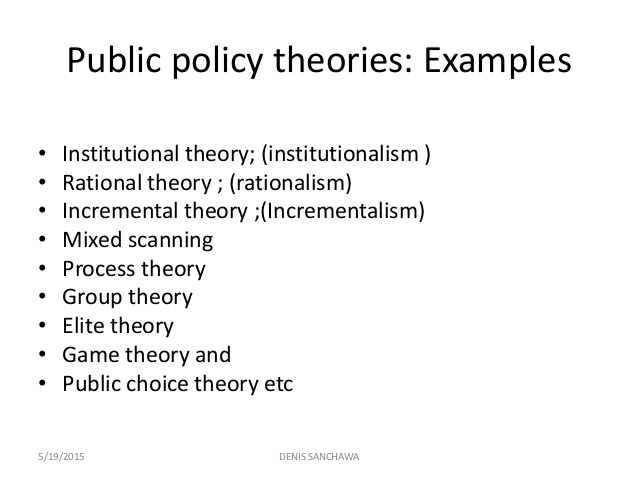 Public policy theories: Examples
• Institutional theory; (institutionalism )
• Rational theory ; (rationalism)
• Incremental theory ;(Incrementalism)
• Mixed scanning
• Process theory
• Group theory
• Elite theory
• Game theory and
• Public choice theory etc
5/19/2015 DENIS SANCHAWA